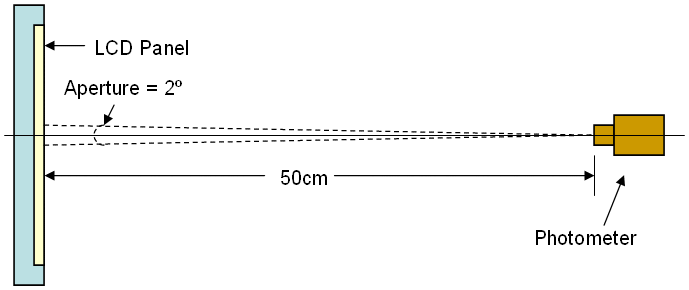 LCD Panel
Aperture = 2º
50cm
Photometer